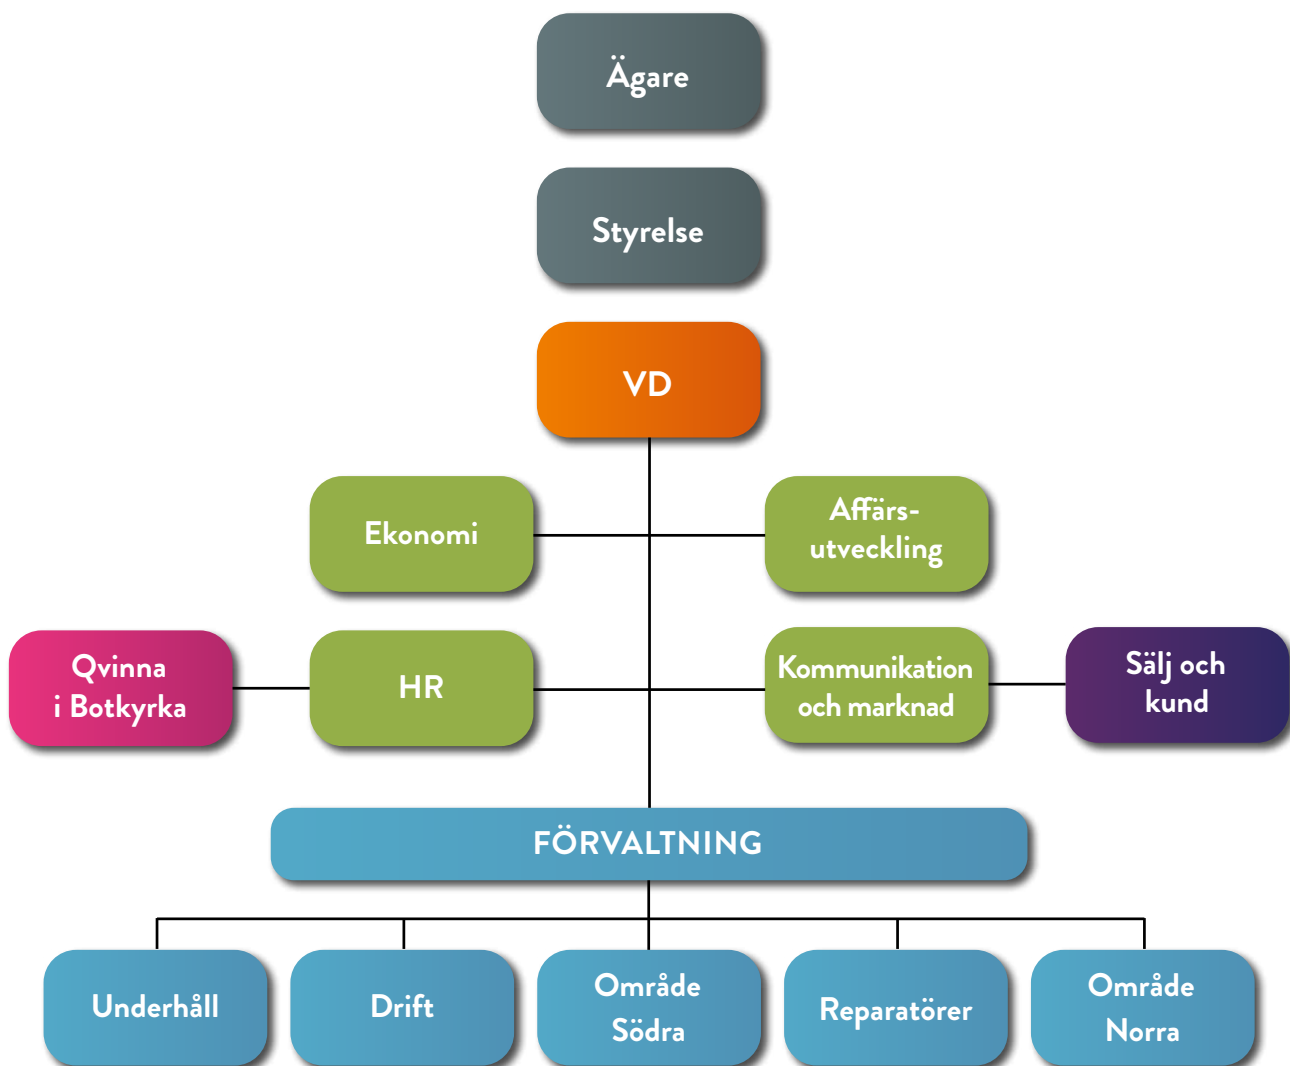 Ägare
Styrelse
VD
Ekonomi
Affärs-
utveckling
Qvinna
i Botkyrka
HR
Kommunikation
och marknad
Sälj och
kund
FÖRVALTNING
Underhåll
Drift
Område
Södra
Reparatörer
Område
Norra